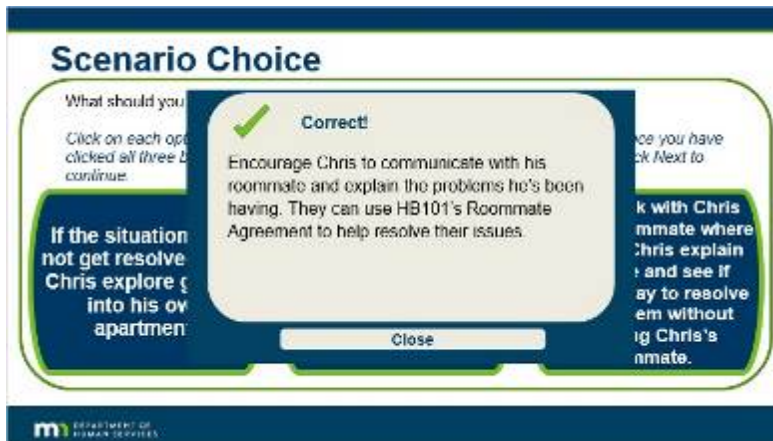 Scenario Choice
What should you
Click on each opt
clicked all three b
continue.
ce you have
ck Next to
Correct!
Encourage Chris to communicate with his
roommate and explain the problems he's been
having. They can use HB101's Roommate
Agreement to help resolve their issues.
Close
If the situation
not get resolve
Chris explore g
into his ov
apartmen
k with Chris
mmate where
Chris explain
e and see if
ay to resolve
em without
ng Chris's
mmate.
mn DEPARTMENT OF
HUMAN SERVICES